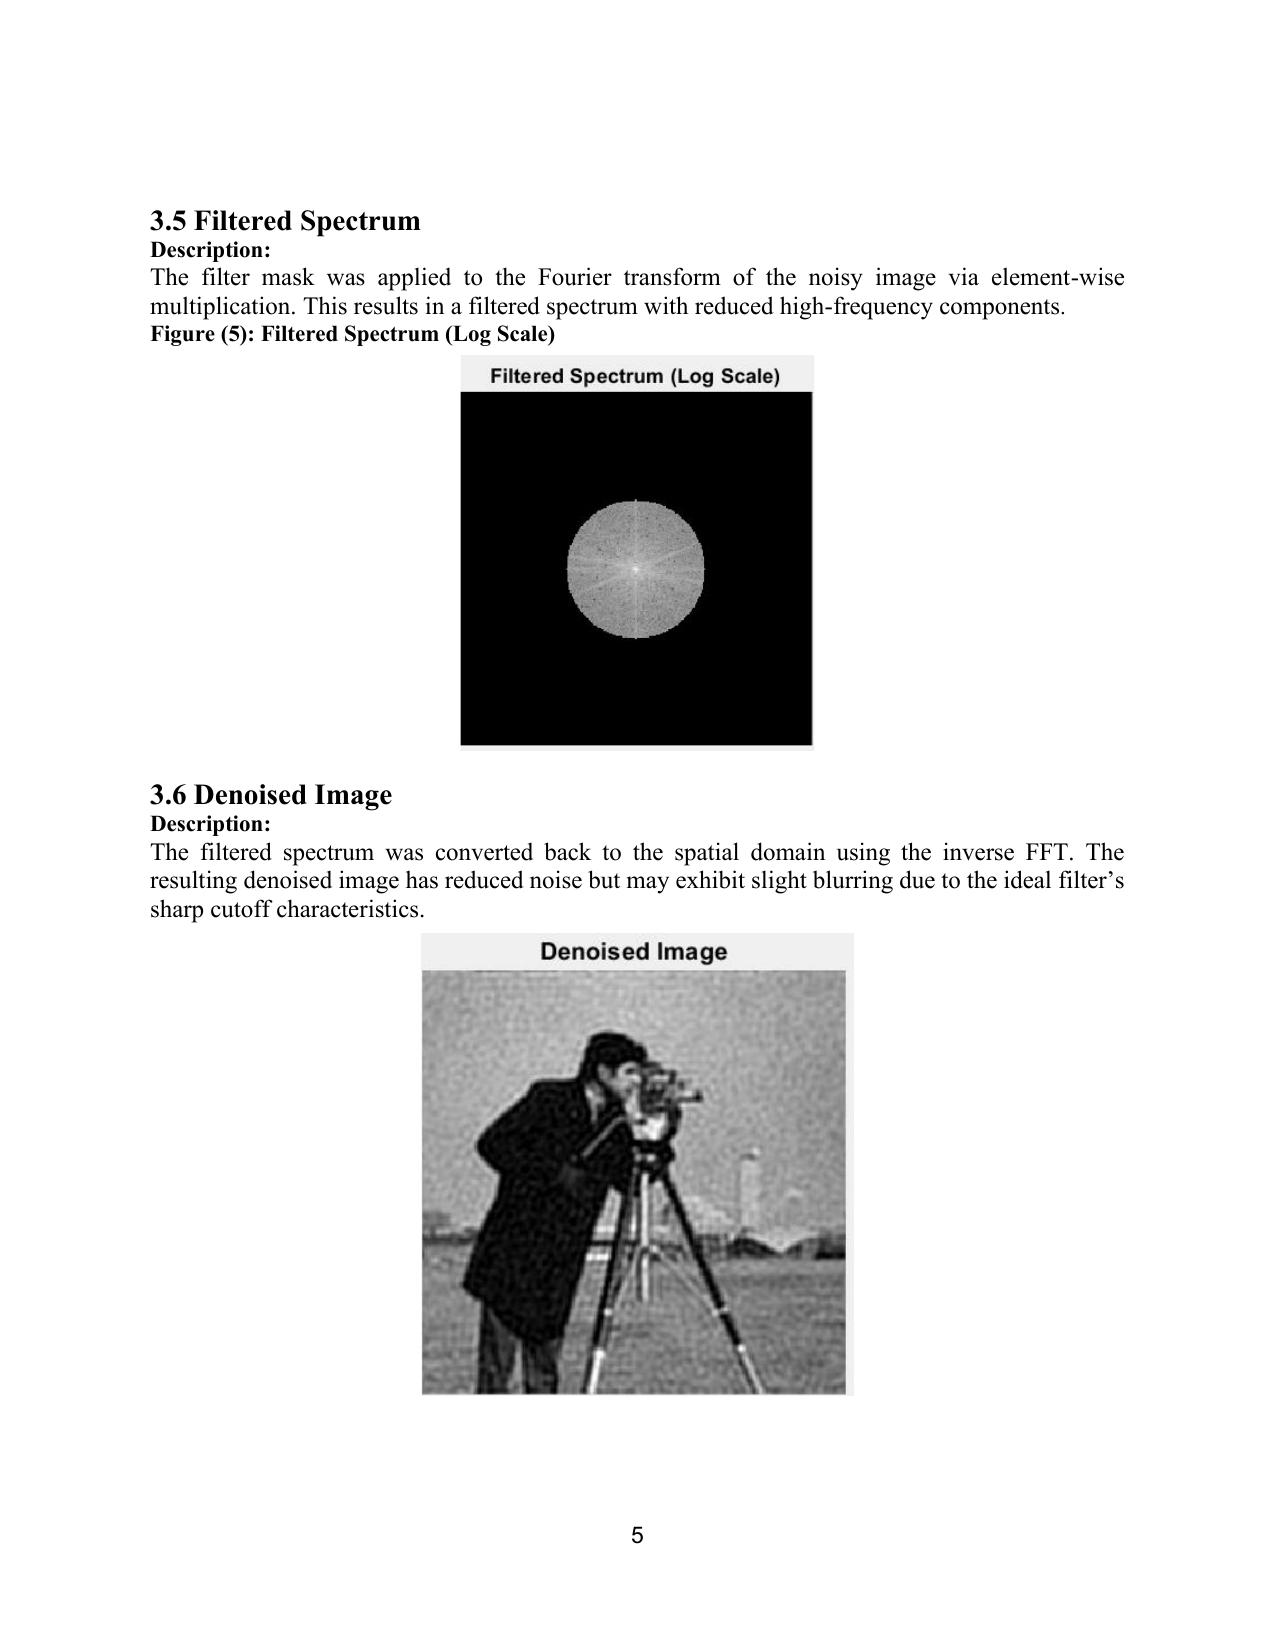 3.5 Filtered Spectrum
Description:
The filter mask was applied to the Fourier transform of the noisy image via element-wise
multiplication. This results in a filtered spectrum with reduced high-frequency components.
Figure (5): Filtered Spectrum (Log Scale)
Filtered Spectrum (Log Scale)
3.6 Denoised Image
Description:
The filtered spectrum was converted back to the spatial domain using the inverse FFT. The
resulting denoised image has reduced noise but may exhibit slight blurring due to the ideal filter’s
sharp cutoff characteristics.
Denoised Image
5